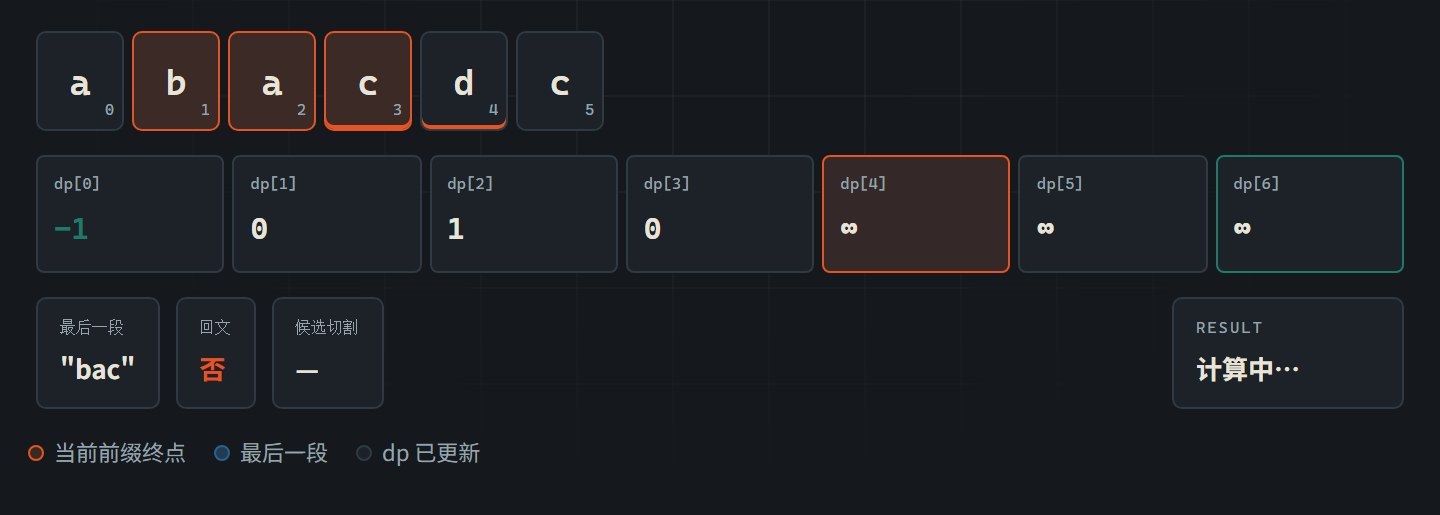 a 0 b 1 a 2 c 3 d 4 c 5
dp[0] dp[1] dp[2] dp[3] dp[4] dp[5] dp[6]
−1 0 1 0 ∞ ∞ ∞
最后一段 回文 候选切割 RESULT
"bac" 否 — 计算中…
当前前缀终点 最后一段 dp 已更新